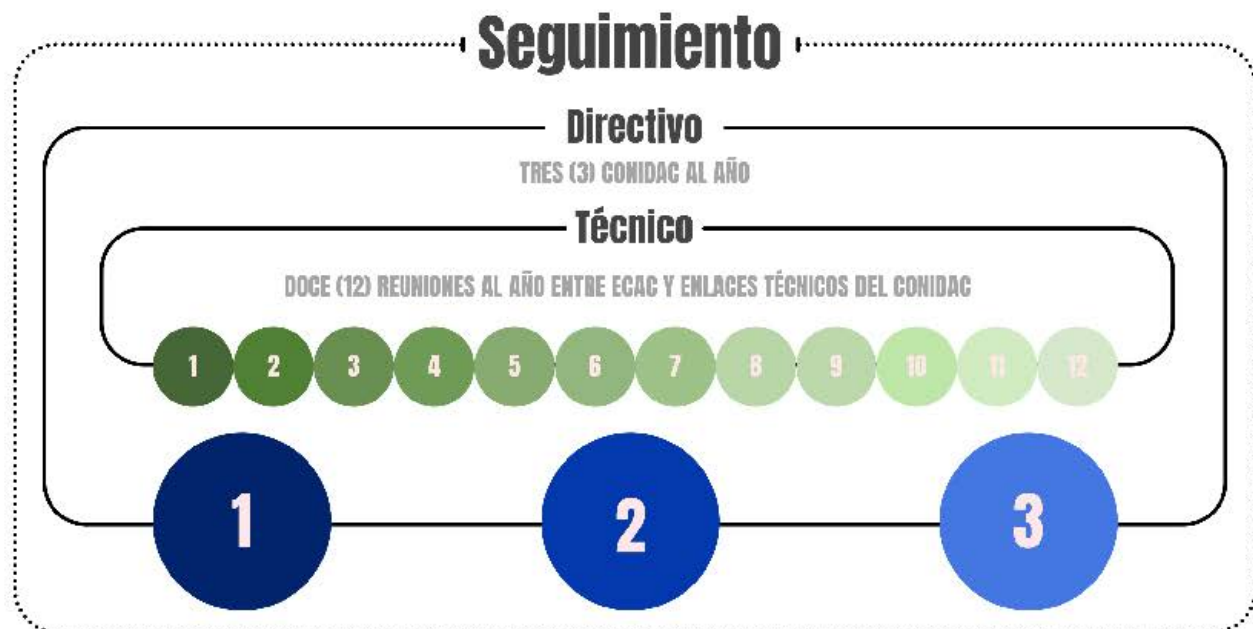 Seguimiento
Directivo
TRES (3) CONIDAC AL AÑO
Técnico
DOCE (12) REUNIONES AL AÑO ENTRE ECAC Y ENLACES TÉCNICOS DEL CONIDAC
1 2 3 4 5 6 7 8 9 10 11 12
1 2 3